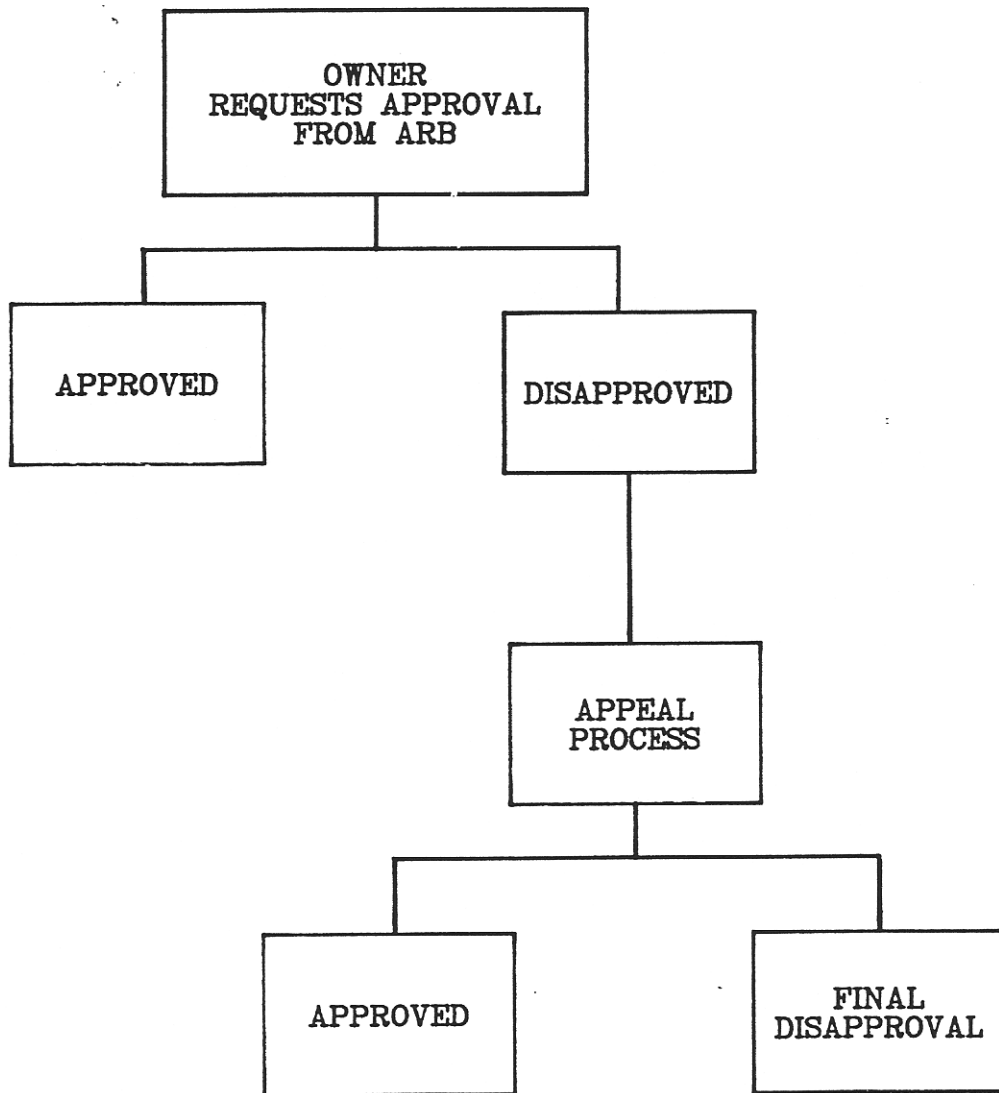 OWNER
REQUESTS APPROVAL
FROM ARB
APPROVED
DISAPPROVED
APPEAL
PROCESS
APPROVED
FINAL
DISAPPROVAL